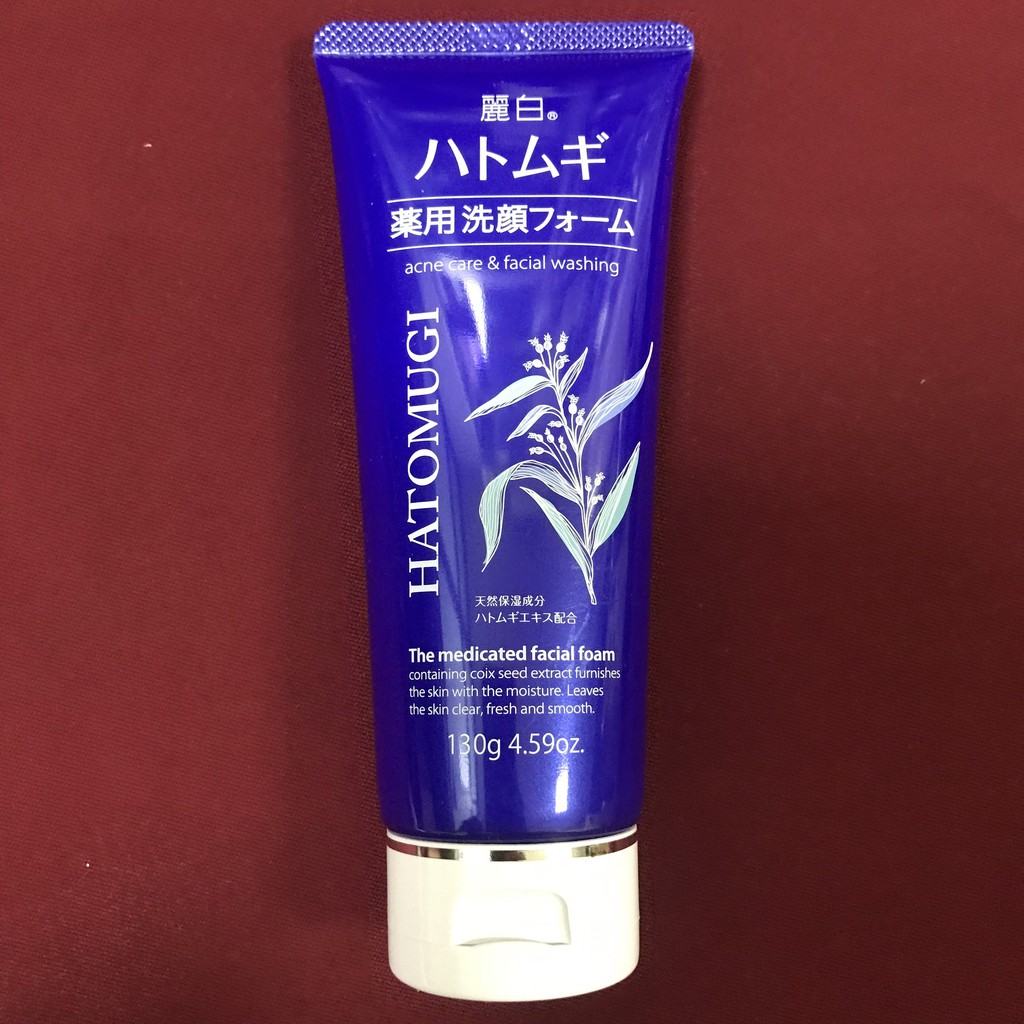 麗白®
ハトムギ
薬用 洗顔フォーム
acne care & facial washing
HATOMUGI
天然保湿成分
ハトムギエキス配合
The medicated facial foam
containing coix seed extract furnishes
the skin with the moisture. Leaves
the skin clear, fresh and smooth.
130g 4.59oz.